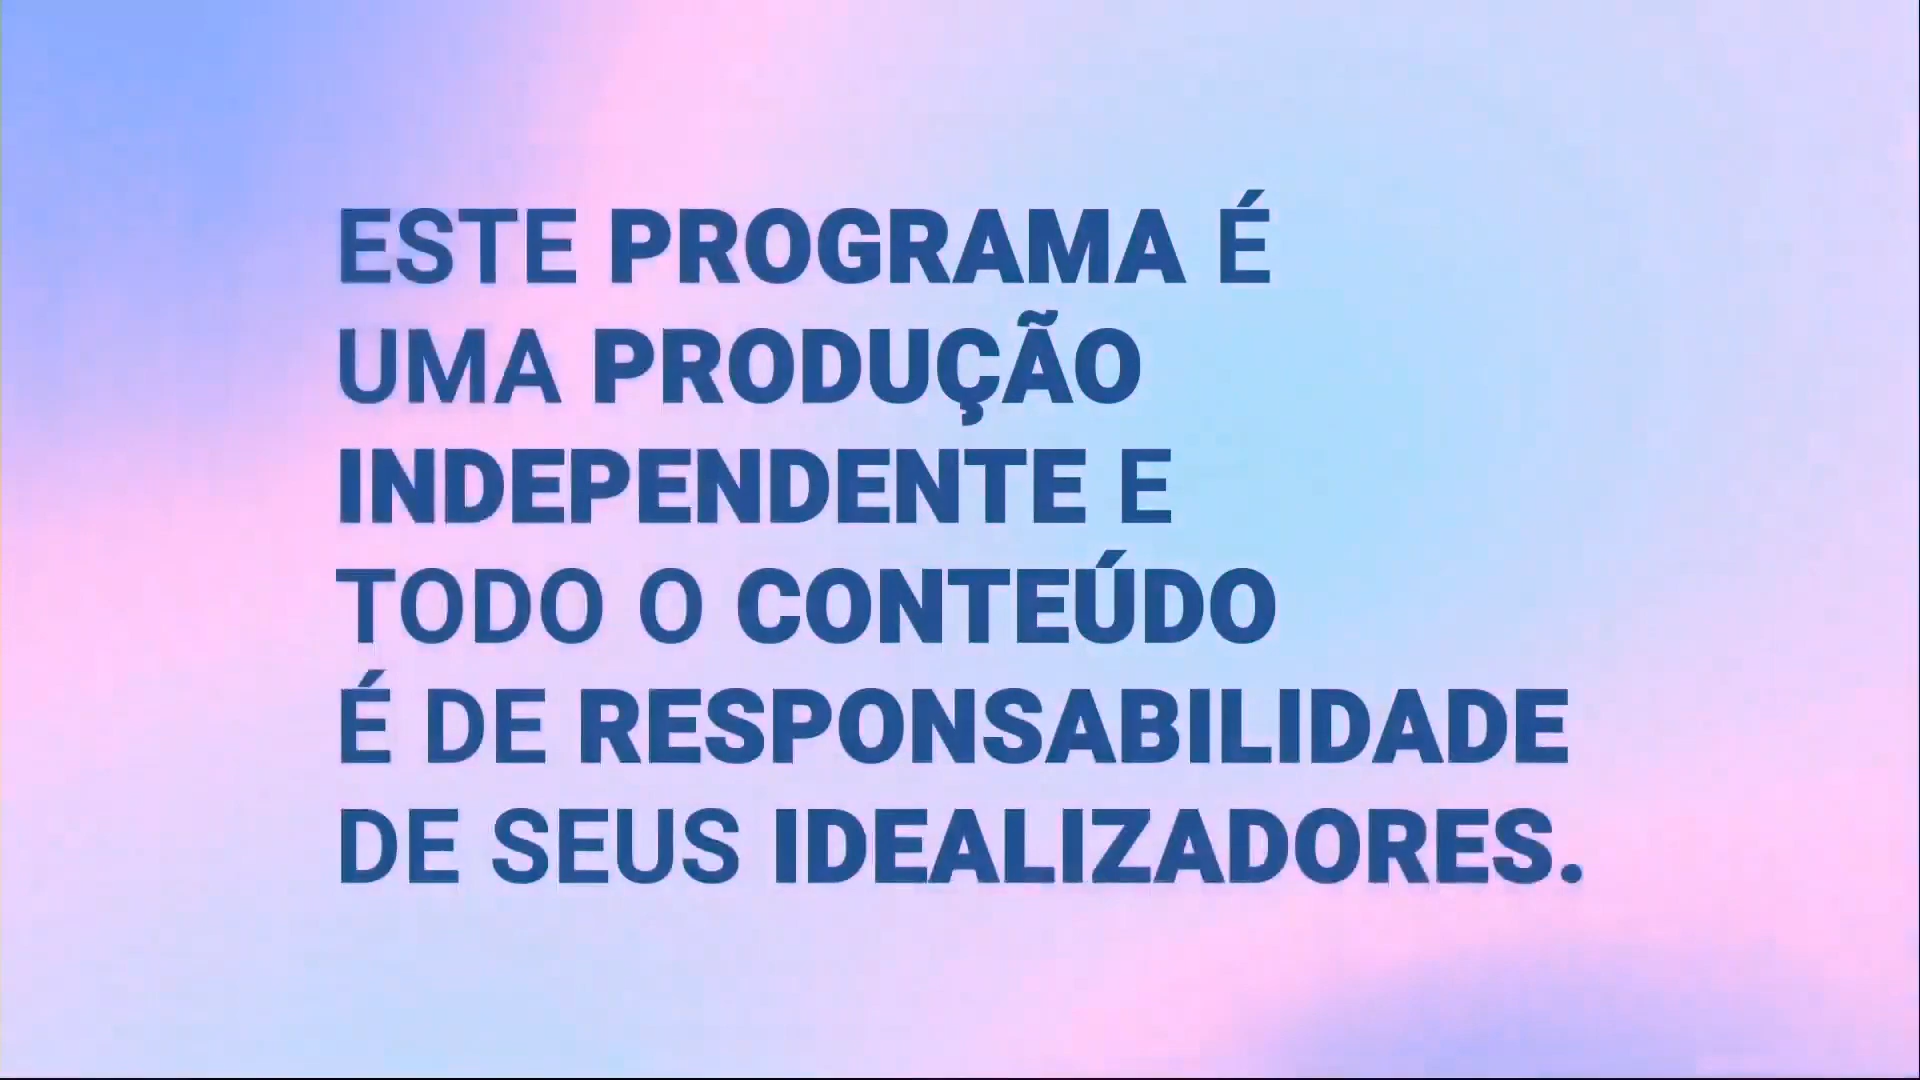 ESTE PROGRAMA É
UMA PRODUÇÃO
INDEPENDENTE E
TODO O CONTEÚDO
É DE RESPONSABILIDADE
DE SEUS IDEALIZADORES.